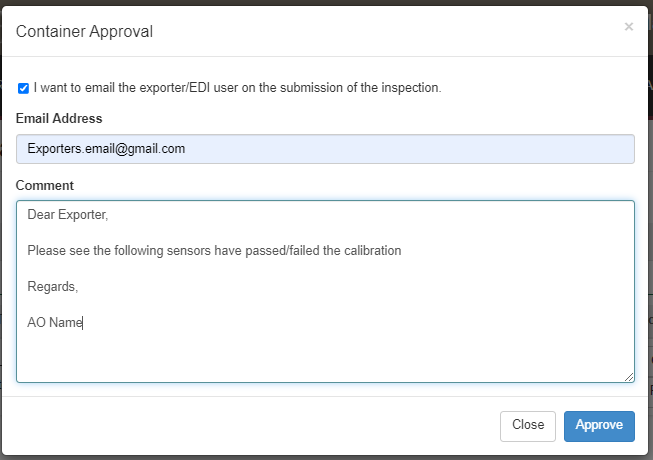 Container Approval
×
I want to email the exporter/EDI user on the submission of the inspection.
Email Address
Exporters.email@gmail.com
Comment
Dear Exporter,
Please see the following sensors have passed/failed the calibration
Regards,
AO Name
Close
Approve